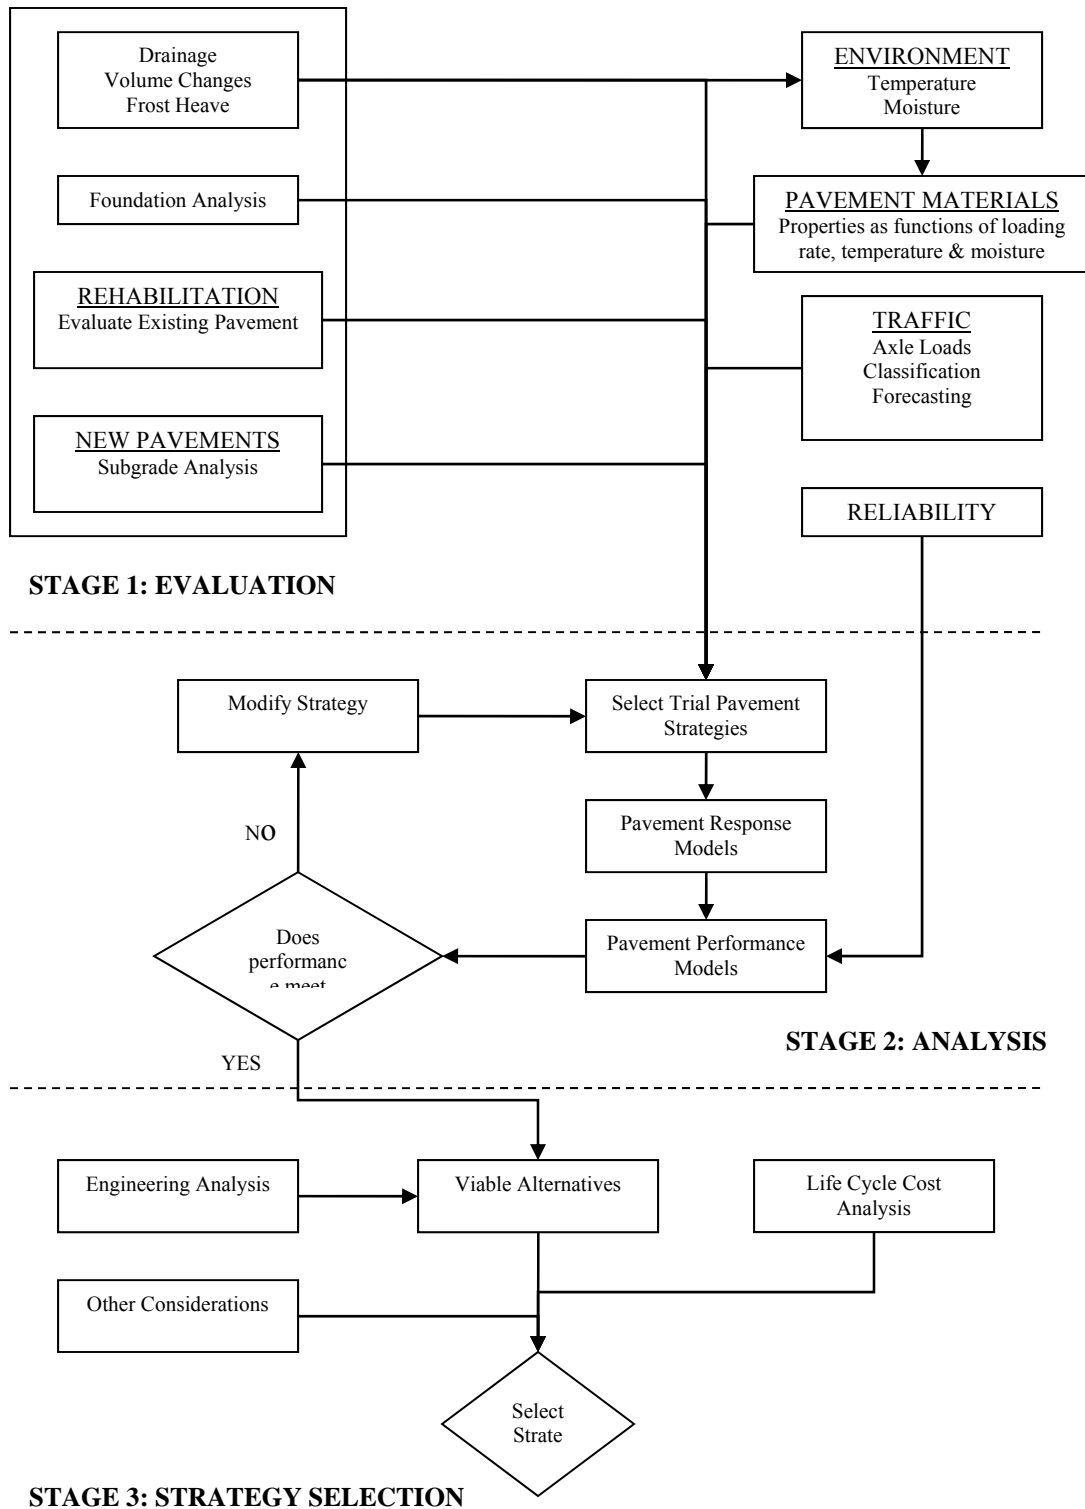 Drainage
Volume Changes
Frost Heave
ENVIRONMENT
Temperature
Moisture
Foundation Analysis
PAVEMENT MATERIALS
Properties as functions of loading
rate, temperature & moisture
REHABILITATION
Evaluate Existing Pavement
TRAFFIC
Axle Loads
Classification
Forecasting
NEW PAVEMENTS
Subgrade Analysis
RELIABILITY
STAGE 1: EVALUATION
Modify Strategy
Select Trial Pavement
Strategies
NO
Pavement Response
Models
Does
performanc
e meet
Pavement Performance
Models
STAGE 2: ANALYSIS
YES
Engineering Analysis
Viable Alternatives
Life Cycle Cost
Analysis
Other Considerations
Select
Strate
STAGE 3: STRATEGY SELECTION